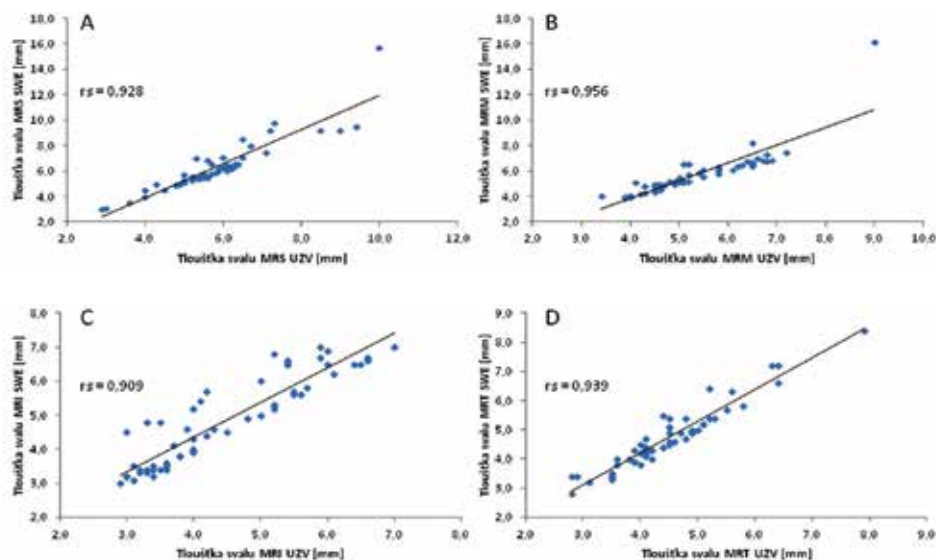 A
Tloušťka svalu MRS SWE [mm]
18,0
16,0
14,0
12,0
10,0
8,0
6,0
4,0
2,0
rs=0,928
2,0 4,0 6,0 8,0 10,0 12,0
Tloušťka svalu MRS UZV [mm]
B
Tloušťka svalu MRM SWE [mm]
18,0
16,0
14,0
12,0
10,0
8,0
6,0
4,0
2,0
rs=0,956
2,0 3,0 4,0 5,0 6,0 7,0 8,0 9,0 10,0
Tloušťka svalu MRM UZV [mm]
C
Tloušťka svalu MRI SWE [mm]
8,0
7,0
6,0
5,0
4,0
3,0
2,0
rs=0,909
2,0 3,0 4,0 5,0 6,0 7,0 8,0
Tloušťka svalu MRI UZV [mm]
D
Tloušťka svalu MRT SWE [mm]
9,0
8,0
7,0
6,0
5,0
4,0
3,0
2,0
rs=0,939
2,0 3,0 4,0 5,0 6,0 7,0 8,0 9,0
Tloušťka svalu MRT UZV [mm]